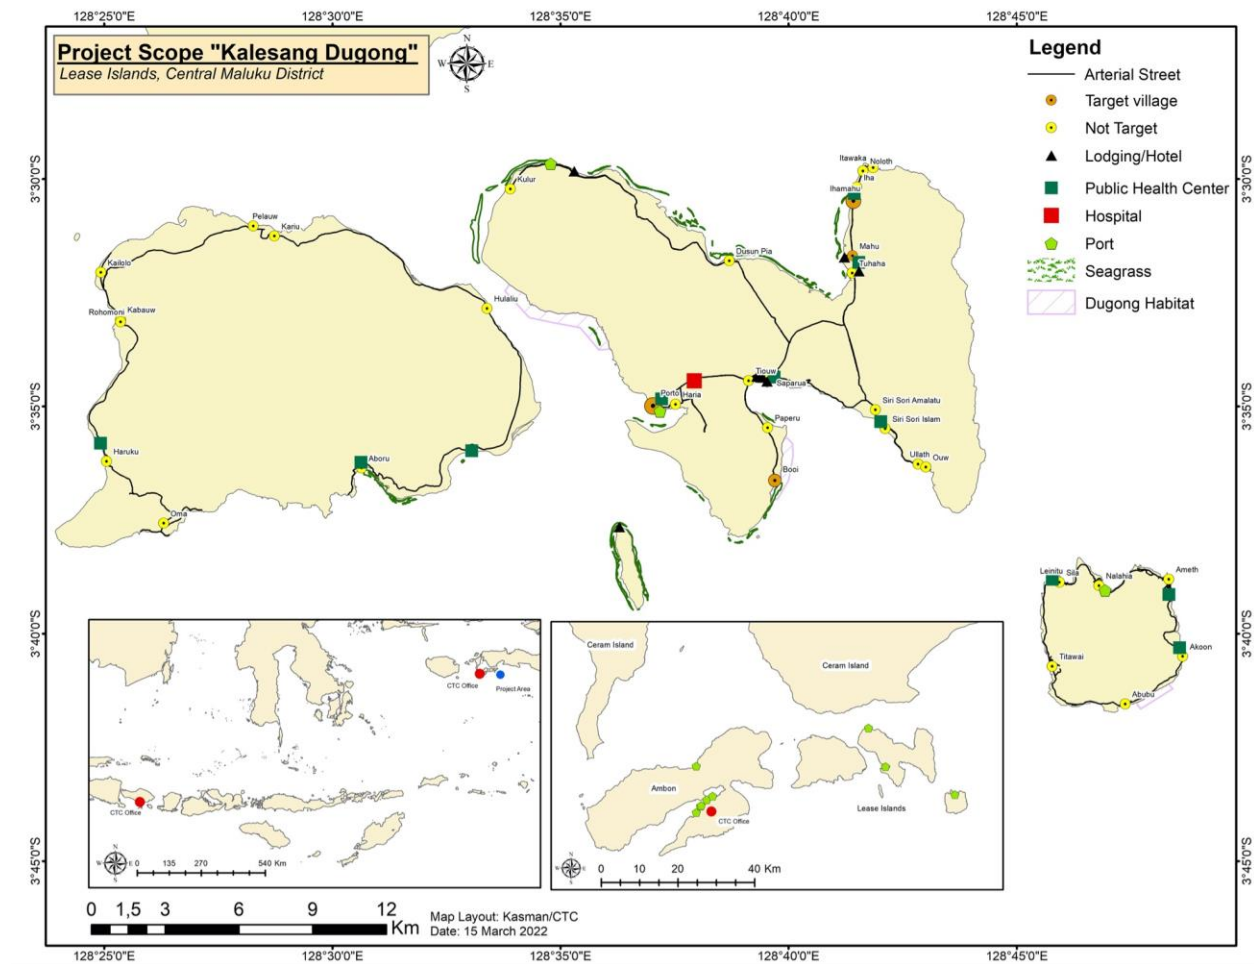 128°25'0"E 128°30'0"E 128°35'0"E 128°40'0"E 128°45'0"E
Project Scope "Kalesang Dugong"
Lease Islands, Central Maluku District
N
W E
S
Legend
Arterial Street
Target village
Not Target
Lodging/Hotel
Public Health Center
Hospital
Port
Seagrass
Dugong Habitat
3°30'0"S 3°30'0"S
3°35'0"S 3°35'0"S
3°40'0"S 3°40'0"S
3°45'0"S 3°45'0"S
Pelauw
Kariu
Kailolo
Rohomoni Kabauw
Hulaliu
Haruku
Oma
Aboru
Kulur
Dusun Pia
Itawaka Noloth
Iha
Ihamahu
Mahu
Tuhaha
Tiouw
Saparua
Porto Haria
Paperu
Booi
Siri Sori Amalatu
Siri Sori Islam
Ullath Ouw
Leinitu Sila Nalahia Ameth
Akoon
Titawai
Abubu
CTC Office Project Area
CTC Office
N
W E
S
0 135 270 540 Km
Ceram Island
Ceram Island
Ambon
CTC Office
Lease Islands
N
W E
S
0 10 20 40 Km
0 1,5 3 6 9 12
Km
Map Layout: Kasman/CTC
Date: 15 March 2022
128°25'0"E 128°30'0"E 128°35'0"E 128°40'0"E 128°45'0"E